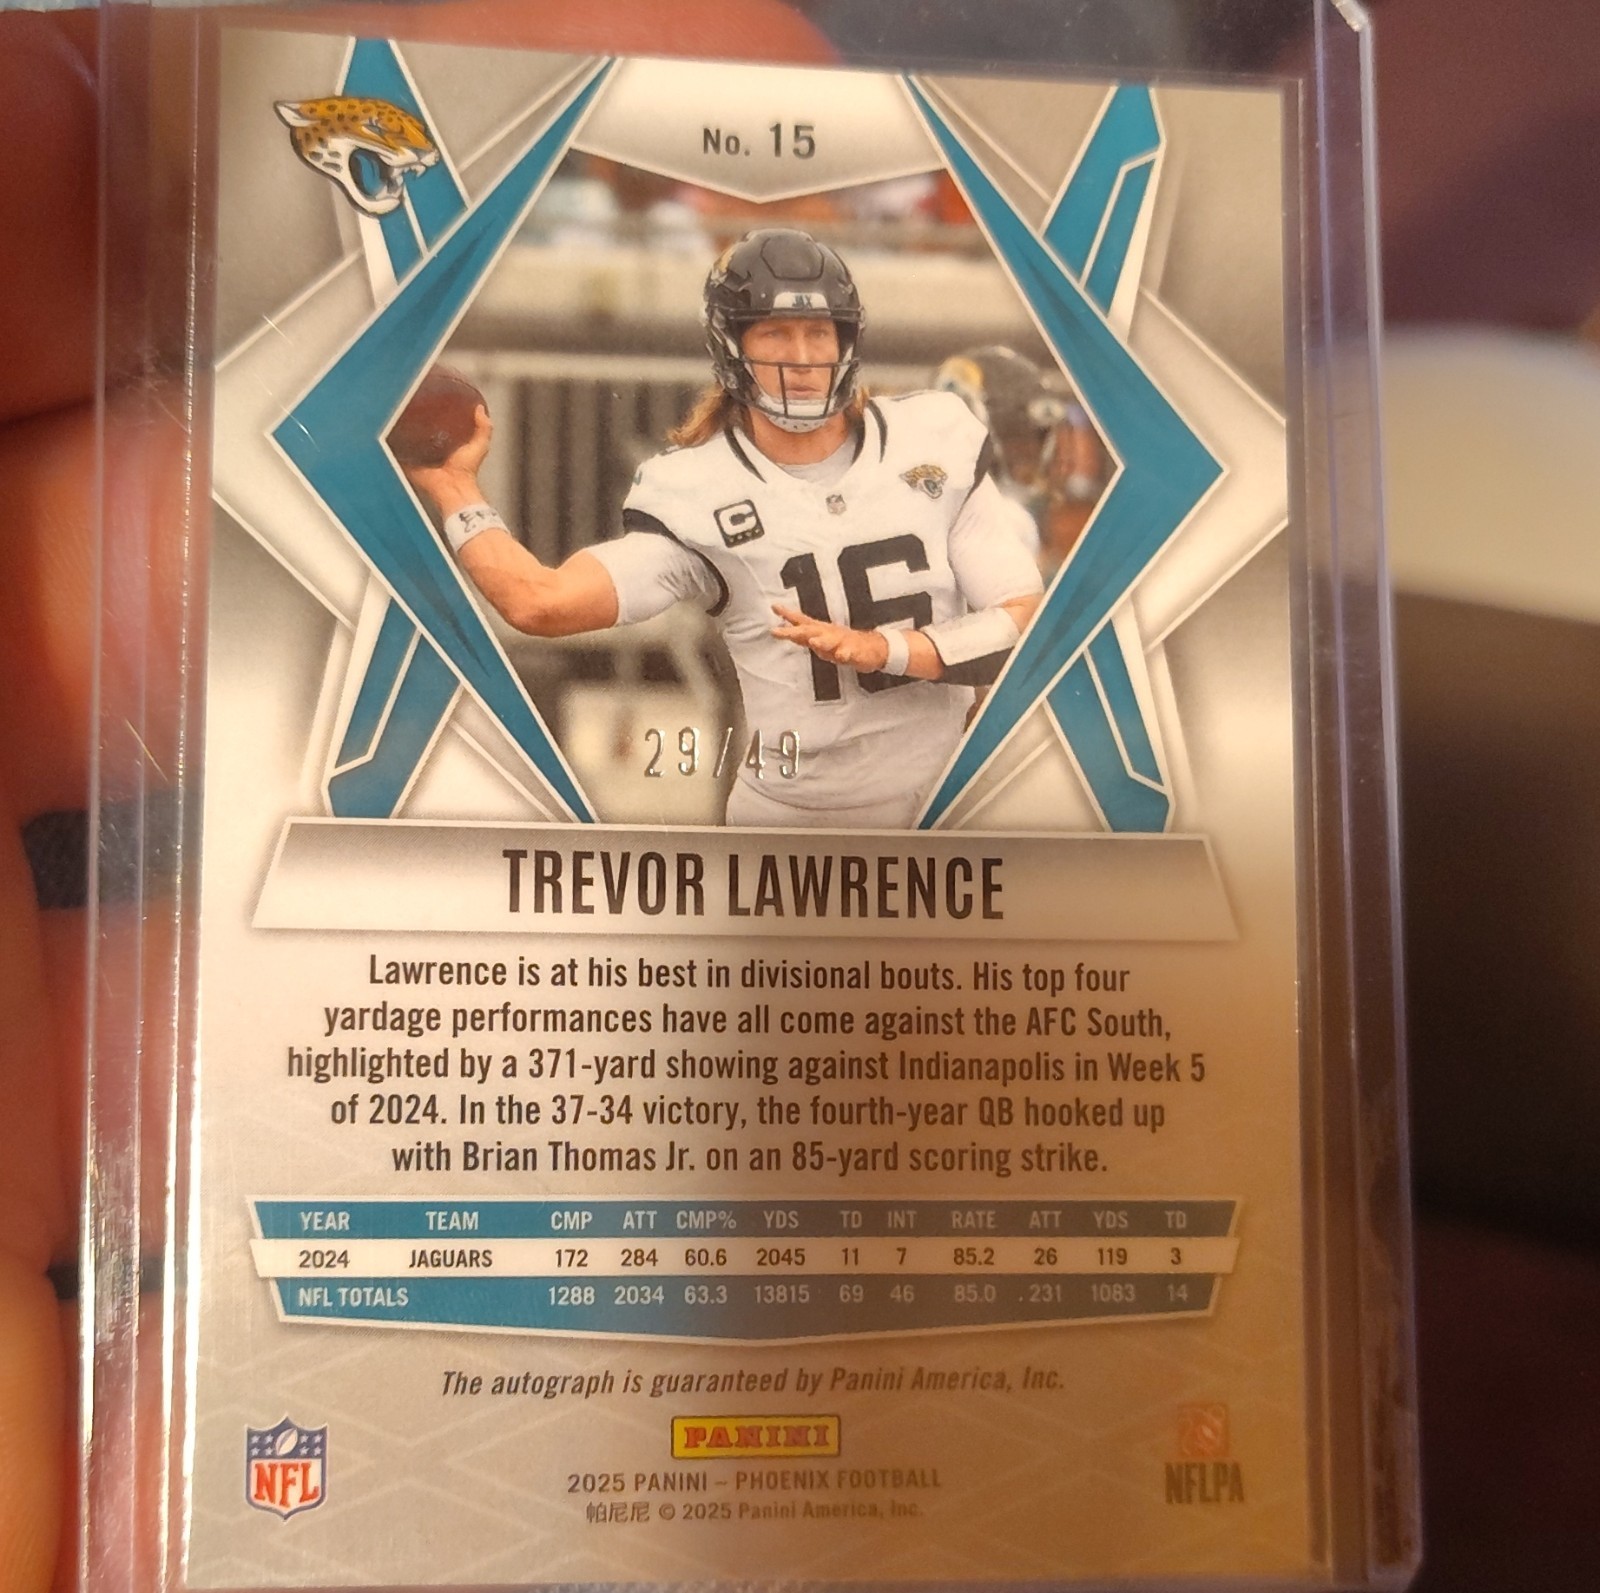 No. 15
JAX
C
16
29/49
TREVOR LAWRENCE
Lawrence is at his best in divisional bouts. His top four
yardage performances have all come against the AFC South,
highlighted by a 371-yard showing against Indianapolis in Week 5
of 2024. In the 37-34 victory, the fourth-year QB hooked up
with Brian Thomas Jr. on an 85-yard scoring strike.
YEAR TEAM CMP ATT CMP% YDS TD INT RATE ATT YDS TD
2024 JAGUARS 172 284 60.6 2045 11 7 85.2 26 119 3
NFL TOTALS 1288 2034 63.3 13815 69 46 85.0 .231 1083 14
The autograph is guaranteed by Panini America, Inc.
PANINI
NFL
NFLPA
2025 PANINI – PHOENIX FOOTBALL
帕尼尼 © 2025 Panini America, Inc.